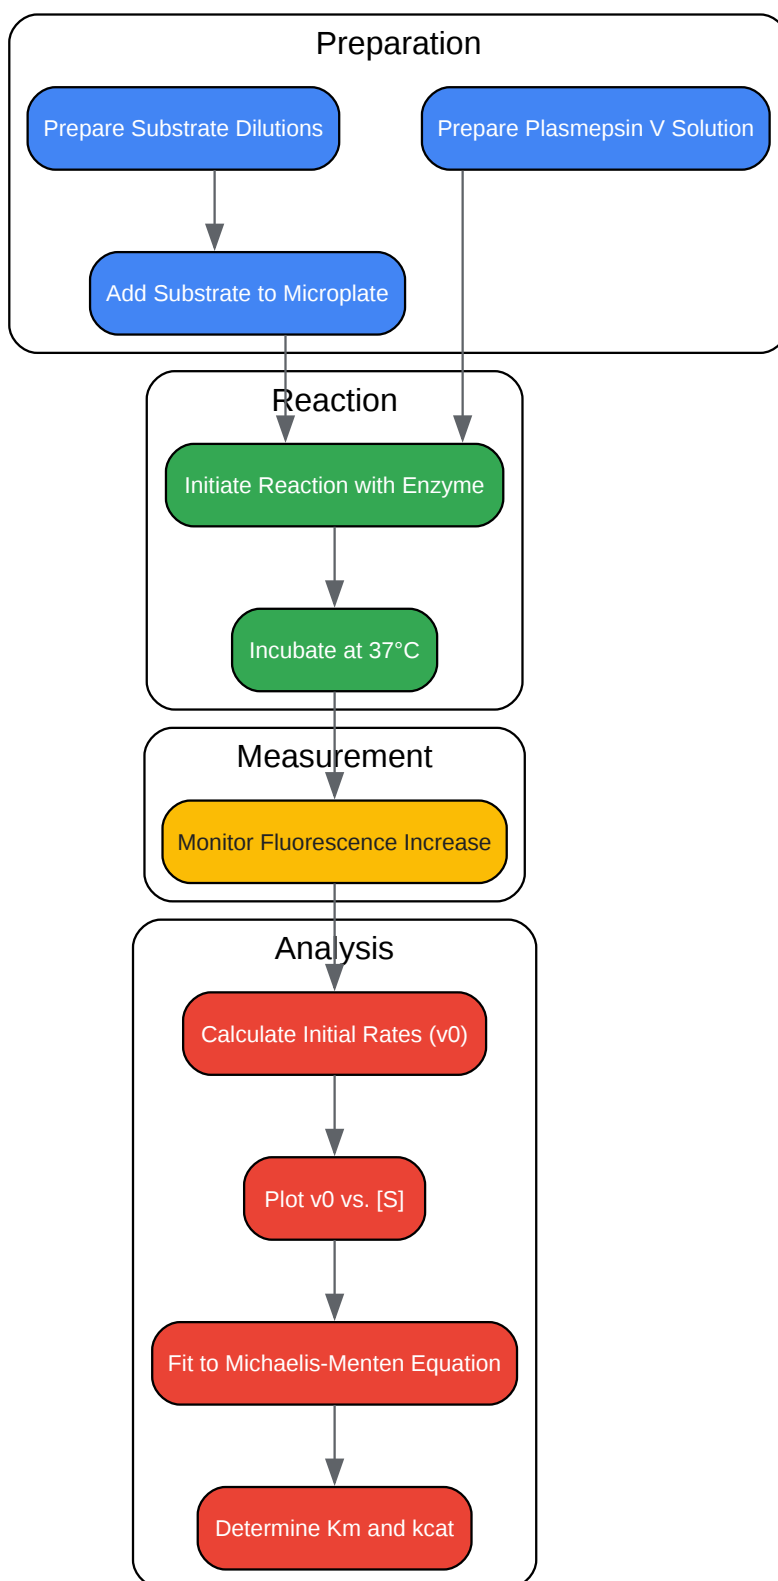 Preparation
Prepare Substrate Dilutions
Prepare Plasmepsin V Solution
Add Substrate to Microplate
Reaction
Initiate Reaction with Enzyme
Incubate at 37°C
Measurement
Monitor Fluorescence Increase
Analysis
Calculate Initial Rates (v0)
Plot v0 vs. [S]
Fit to Michaelis-Menten Equation
Determine Km and kcat